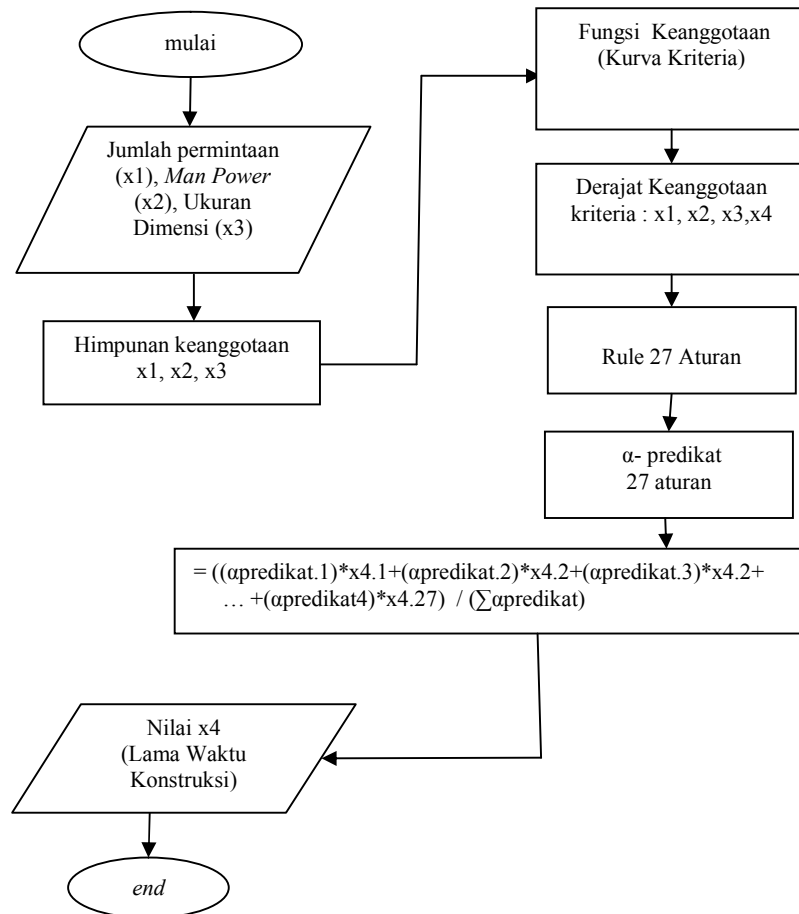 mulai
Jumlah permintaan
(x1), Man Power
(x2), Ukuran
Dimensi (x3)
Himpunan keanggotaan
x1, x2, x3
Fungsi Keanggotaan
(Kurva Kriteria)
Derajat Keanggotaan
kriteria : x1, x2, x3,x4
Rule 27 Aturan
α- predikat
27 aturan
= ((αpredikat.1)*x4.1+(αpredikat.2)*x4.2+(αpredikat.3)*x4.2+
… +(αpredikat4)*x4.27) / (∑αpredikat)
Nilai x4
(Lama Waktu
Konstruksi)
end